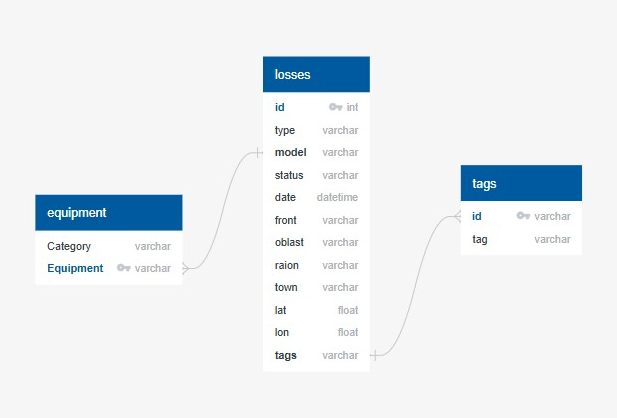 equipment
Category varchar
Equipment varchar
losses
id int
type varchar
model varchar
status varchar
date datetime
front varchar
oblast varchar
raion varchar
town varchar
lat float
lon float
tags varchar
tags
id varchar
tag varchar